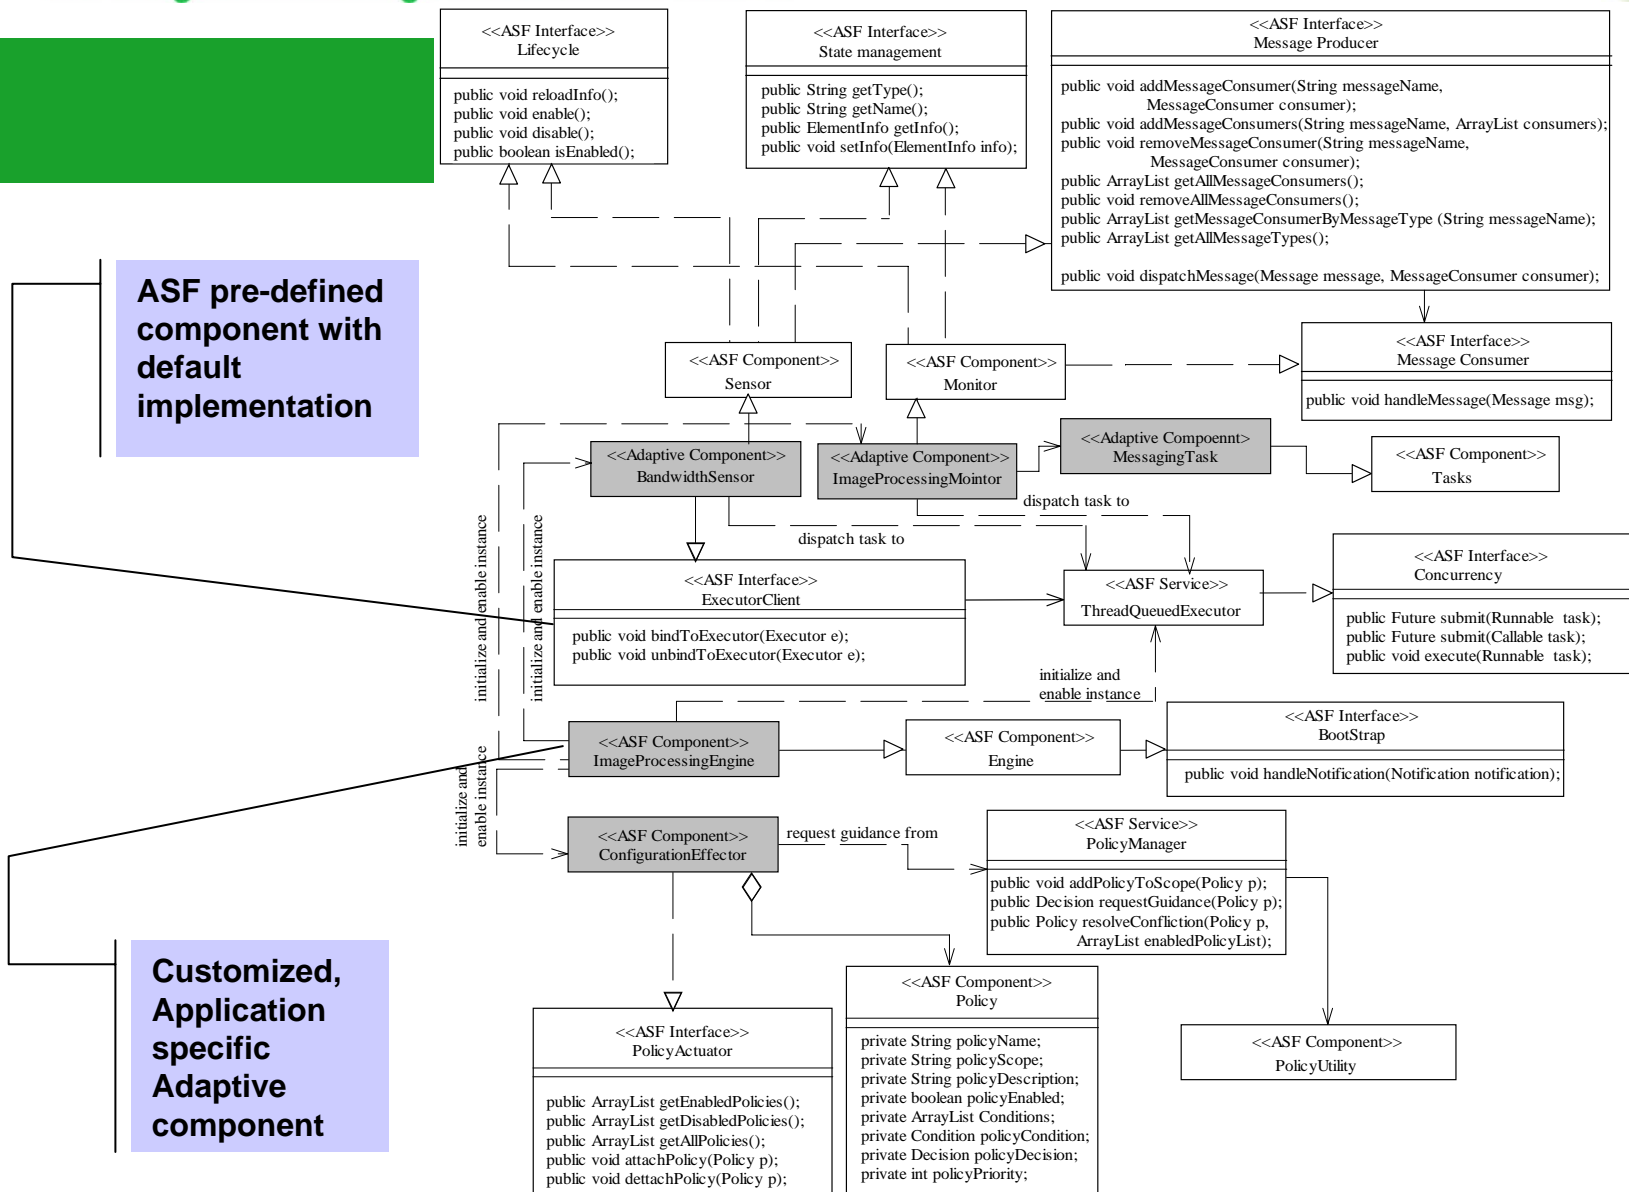 <<ASF Interface>>
Lifecycle
public void reloadInfo();
public void enable();
public void disable();
public boolean isEnabled();
<<ASF Interface>>
State management
public String getType();
public String getName();
public ElementInfo getInfo();
public void setInfo(ElementInfo info);
<<ASF Interface>>
Message Producer
public void addMessageConsumer(String messageName,
MessageConsumer consumer);
public void addMessageConsumers(String messageName, ArrayList consumers);
public void removeMessageConsumer(String messageName,
MessageConsumer consumer);
public ArrayList getAllMessageConsumers();
public void removeAllMessageConsumers();
public ArrayList getMessageConsumerByMessageType (String messageName);
public ArrayList getAllMessageTypes();
public void dispatchMessage(Message message, MessageConsumer consumer);
ASF pre-defined
component with
default
implementation
<<ASF Component>>
Sensor
<<ASF Component>>
Monitor
<<ASF Interface>>
Message Consumer
public void handleMessage(Message msg);
<<Adaptive Component>>
BandwidthSensor
<<Adaptive Component>>
ImageProcessingMointor
<<Adaptive Compoennt>
MessagingTask
<<ASF Component>>
Tasks
dispatch task to
dispatch task to
initialize and enable instance
initialize and enable instance
<<ASF Interface>>
ExecutorClient
public void bindToExecutor(Executor e);
public void unbindToExecutor(Executor e);
<<ASF Service>>
ThreadQueuedExecutor
<<ASF Interface>>
Concurrency
public Future submit(Runnable task);
public Future submit(Callable task);
public void execute(Runnable task);
initialize and
enable instance
<<ASF Component>>
ImageProcessingEngine
<<ASF Component>>
Engine
<<ASF Interface>>
BootStrap
public void handleNotification(Notification notification);
initialize and
enable instance
<<ASF Component>>
ConfigurationEffector
request guidance from
<<ASF Service>>
PolicyManager
public void addPolicyToScope(Policy p);
public Decision requestGuidance(Policy p);
public Policy resolveConfliction(Policy p,
ArrayList enabledPolicyList);
Customized,
Application
specific
Adaptive
component
<<ASF Interface>>
PolicyActuator
public ArrayList getEnabledPolicies();
public ArrayList getDisabledPolicies();
public ArrayList getAllPolicies();
public void attachPolicy(Policy p);
public void dettachPolicy(Policy p);
<<ASF Component>>
Policy
private String policyName;
private String policyScope;
private String policyDescription;
private boolean policyEnabled;
private ArrayList Conditions;
private Condition policyCondition;
private Decision policyDecision;
private int policyPriority;
<<ASF Component>>
PolicyUtility